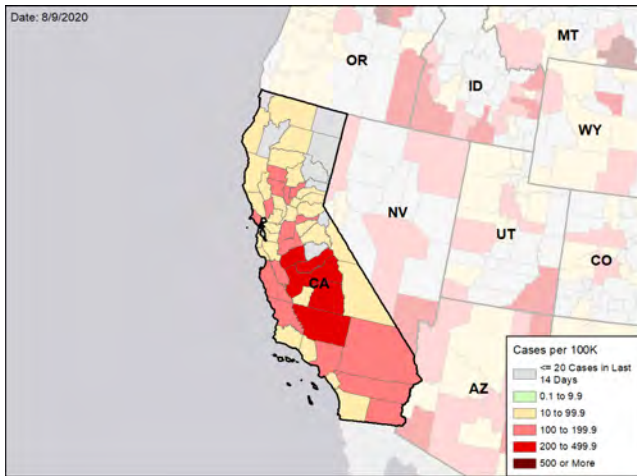 Date: 8/9/2020
MT
OR
ID
WY
NV
UT
CO
CA
AZ
Cases per 100K
<= 20 Cases in Last
14 Days
0.1 to 9.9
10 to 99.9
100 to 199.9
200 to 499.9
500 or More